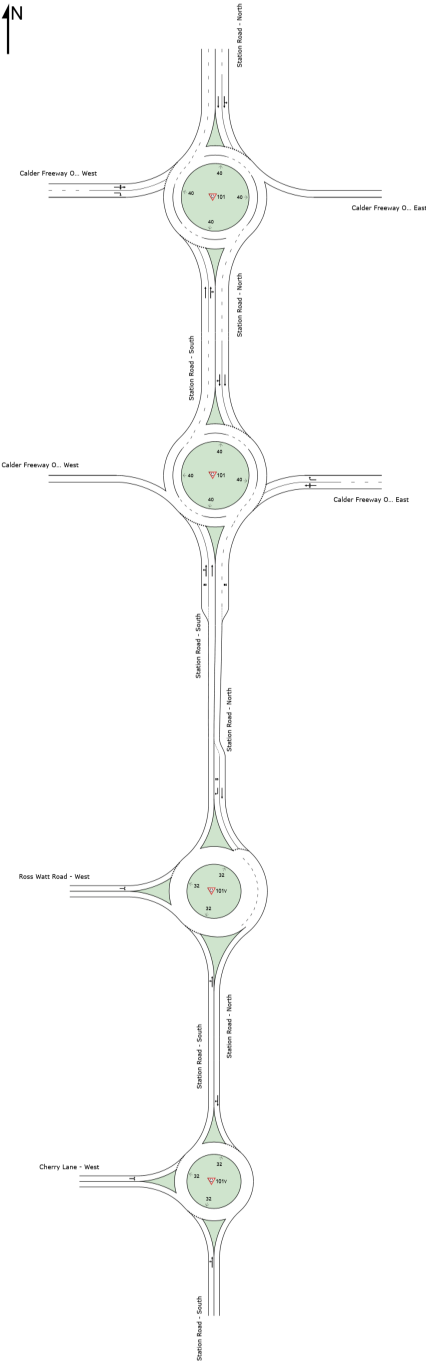 N
Station Road - North
Calder Freeway O... West
40
40
101
40
40
Calder Freeway O... East
Station Road - North
Station Road - South
Calder Freeway O... West
40
40
101
40
40
Calder Freeway O... East
Station Road - South
Station Road - North
Ross Watt Road - West
32
32
101v
32
Station Road - South
Station Road - North
Cherry Lane - West
32
32
101v
32
Station Road - South